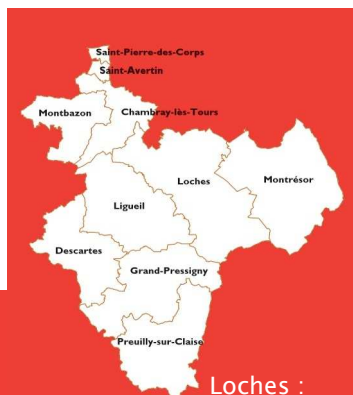 Saint-Pierre-des-Corps
Saint-Avertin
Montbazon
Chambray-lès-Tours
Loches
Montrésor
Ligueil
Descartes
Grand-Pressigny
Preuilly-sur-Claise
Loches :